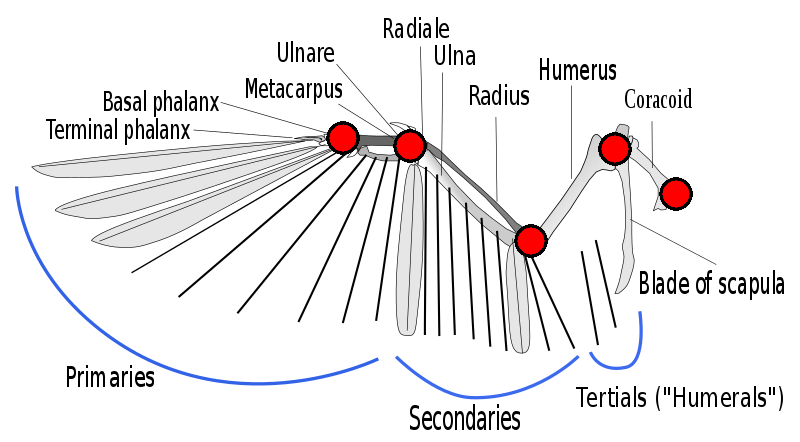 Radiale
Ulnare
Ulna
Humerus
Metacarpus
Radius
Coracoid
Basal phalanx
Terminal phalanx
Blade of scapula
Primaries
Tertials ("Humerals")
Secondaries